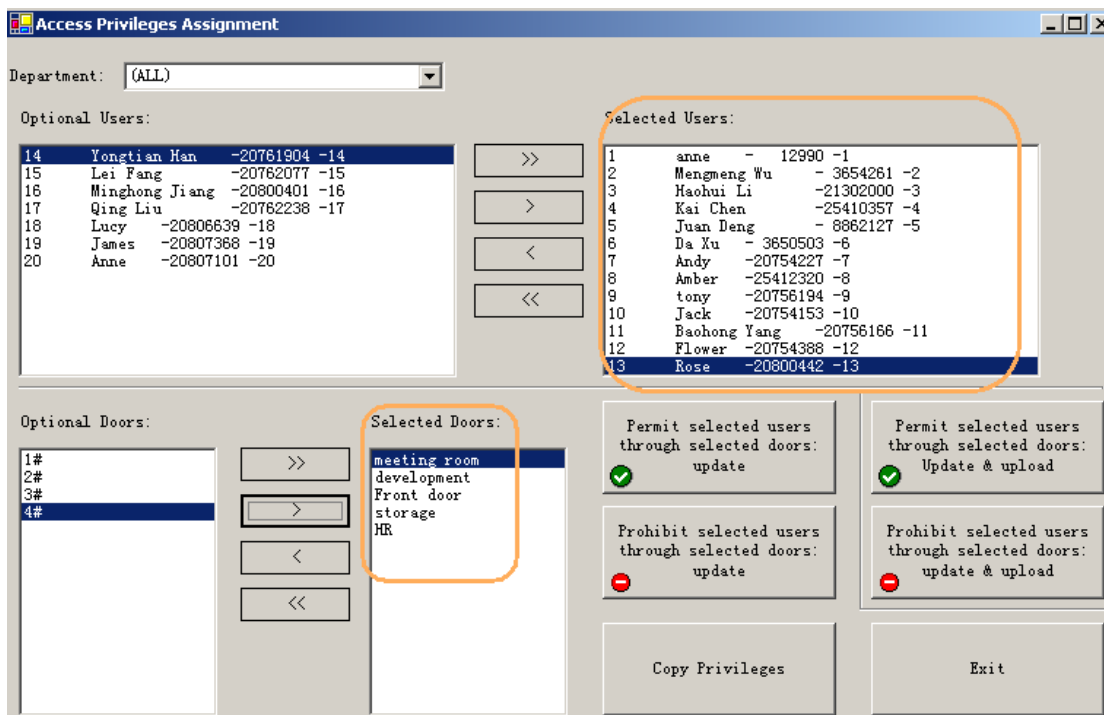 Access Privileges Assignment
Department: (ALL)
Optional Users:
14 Yongtian Han -20761904 -14
15 Lei Fang -20762077 -15
16 Minghong Jiang -20800401 -16
17 Qing Liu -20762238 -17
18 Lucy -20806639 -18
19 James -20807368 -19
20 Anne -20807101 -20
>>
>
<
<<
Selected Users:
1 anne - 12990 -1
2 Mengmeng Wu - 3654261 -2
3 Haohui Li -21302000 -3
4 Kai Chen -25410357 -4
5 Juan Deng - 8862127 -5
6 Da Xu - 3650503 -6
7 Andy -20754227 -7
8 Amber -25412320 -8
9 tony -20756194 -9
10 Jack -20754153 -10
11 Baohong Yang -20756166 -11
12 Flower -20754388 -12
13 Rose -20800442 -13
Optional Doors:
1#
2#
3#
4#
>>
>
<
<<
Selected Doors:
meeting room
development
Front door
storage
HR
Permit selected users
through selected doors:
update
Permit selected users
through selected doors:
Update & upload
Prohibit selected users
through selected doors:
update
Prohibit selected users
through selected doors:
update & upload
Copy Privileges
Exit